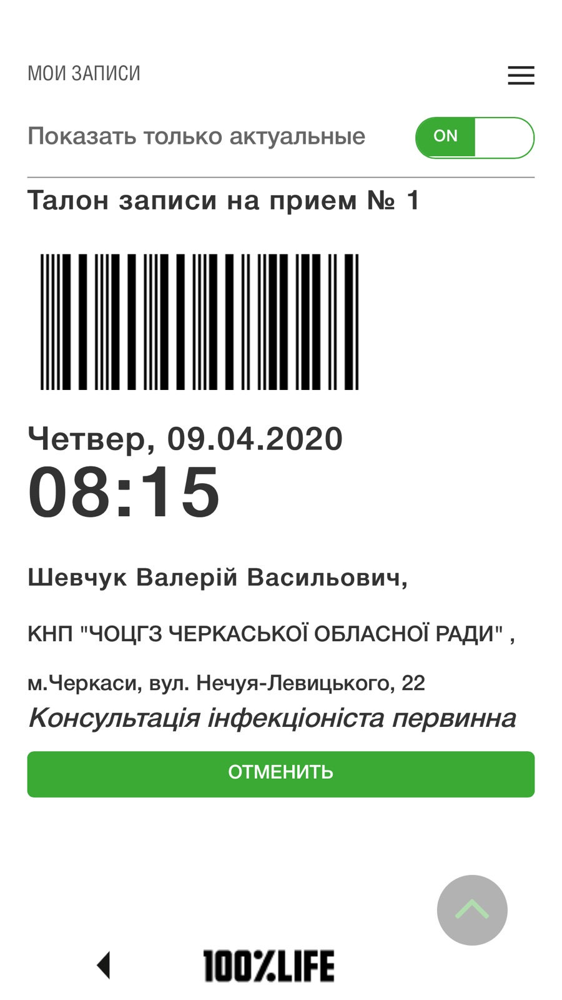 МОИ ЗАПИСИ
Показать только актуальные
ON
Талон записи на прием № 1
Четвер, 09.04.2020
08:15
Шевчук Валерій Васильович,
КНП "ЧОЦГЗ ЧЕРКАСЬКОЇ ОБЛАСНОЇ РАДИ" ,
м.Черкаси, вул. Нечуя-Левицького, 22
Консультація інфекціоніста первинна
ОТМЕНИТЬ
100%LIFE